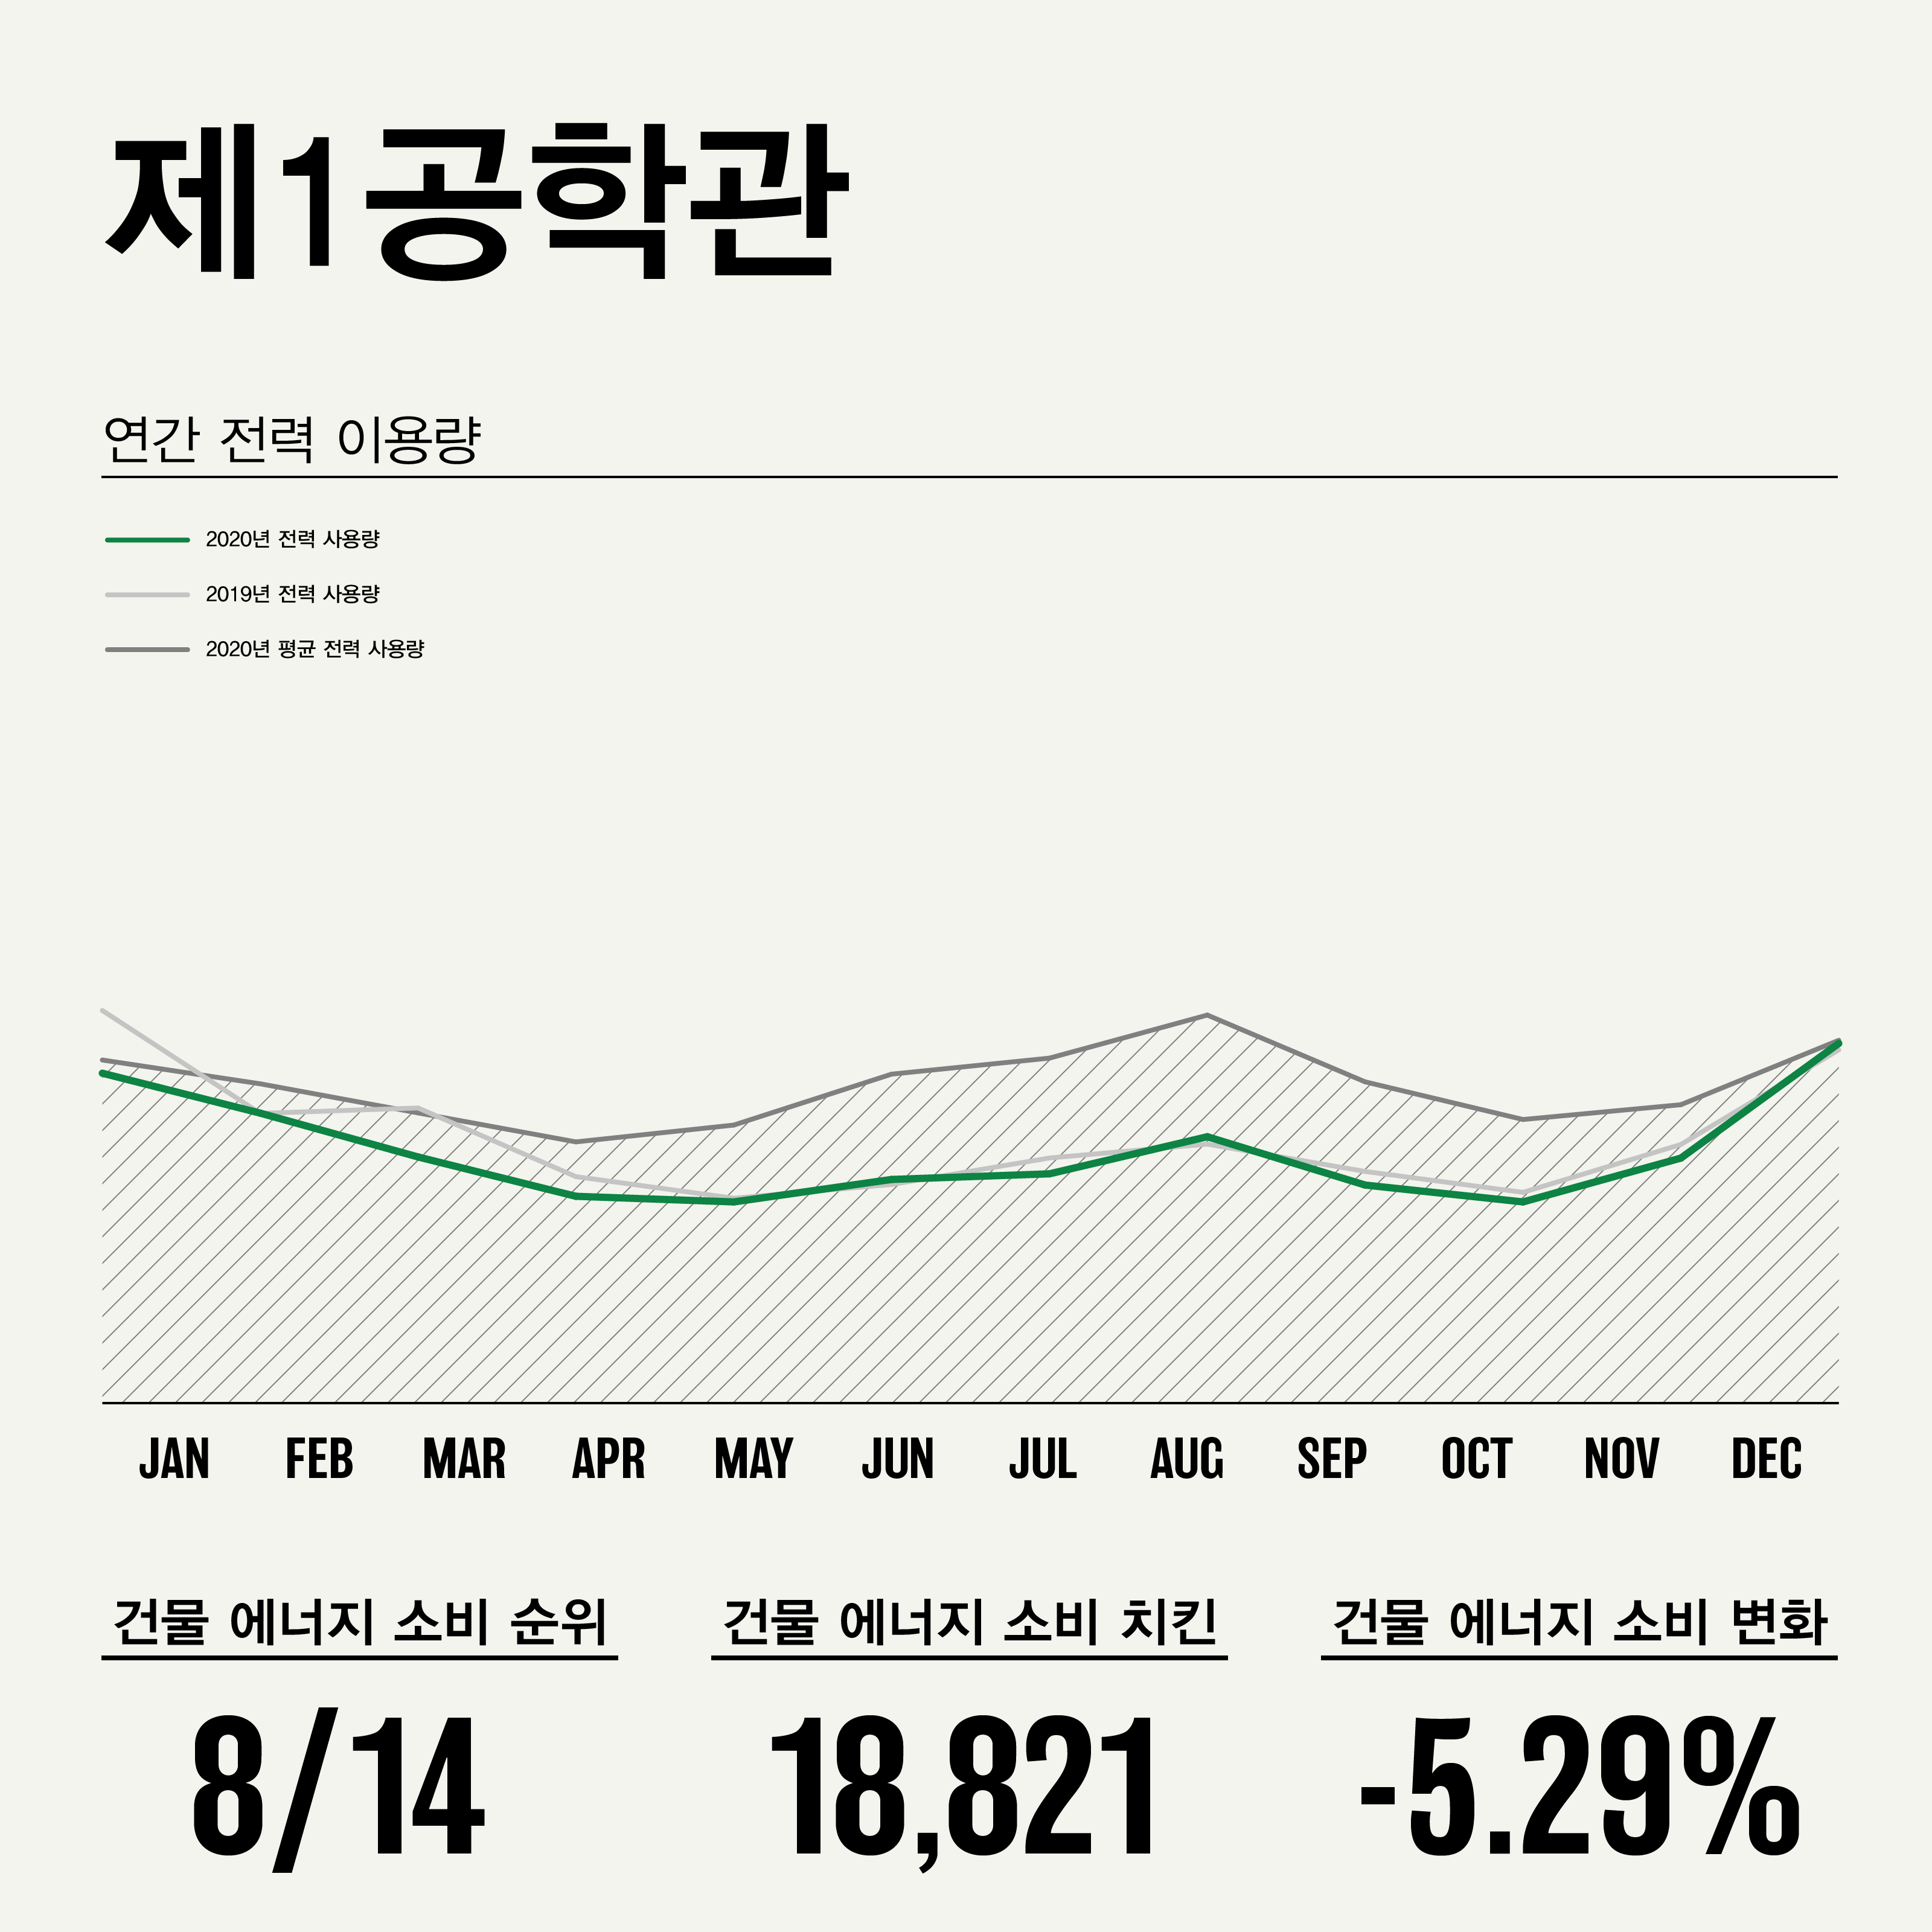 제1공학관
연간 전력 이용량
2020년 전력 사용량
2019년 전력 사용량
2020년 평균 전력 사용량
JAN FEB MAR APR MAY JUN JUL AUG SEP OCT NOV DEC
건물 에너지 소비 순위
8/14
건물 에너지 소비 치킨
18,821
건물 에너지 소비 변화
-5.29%